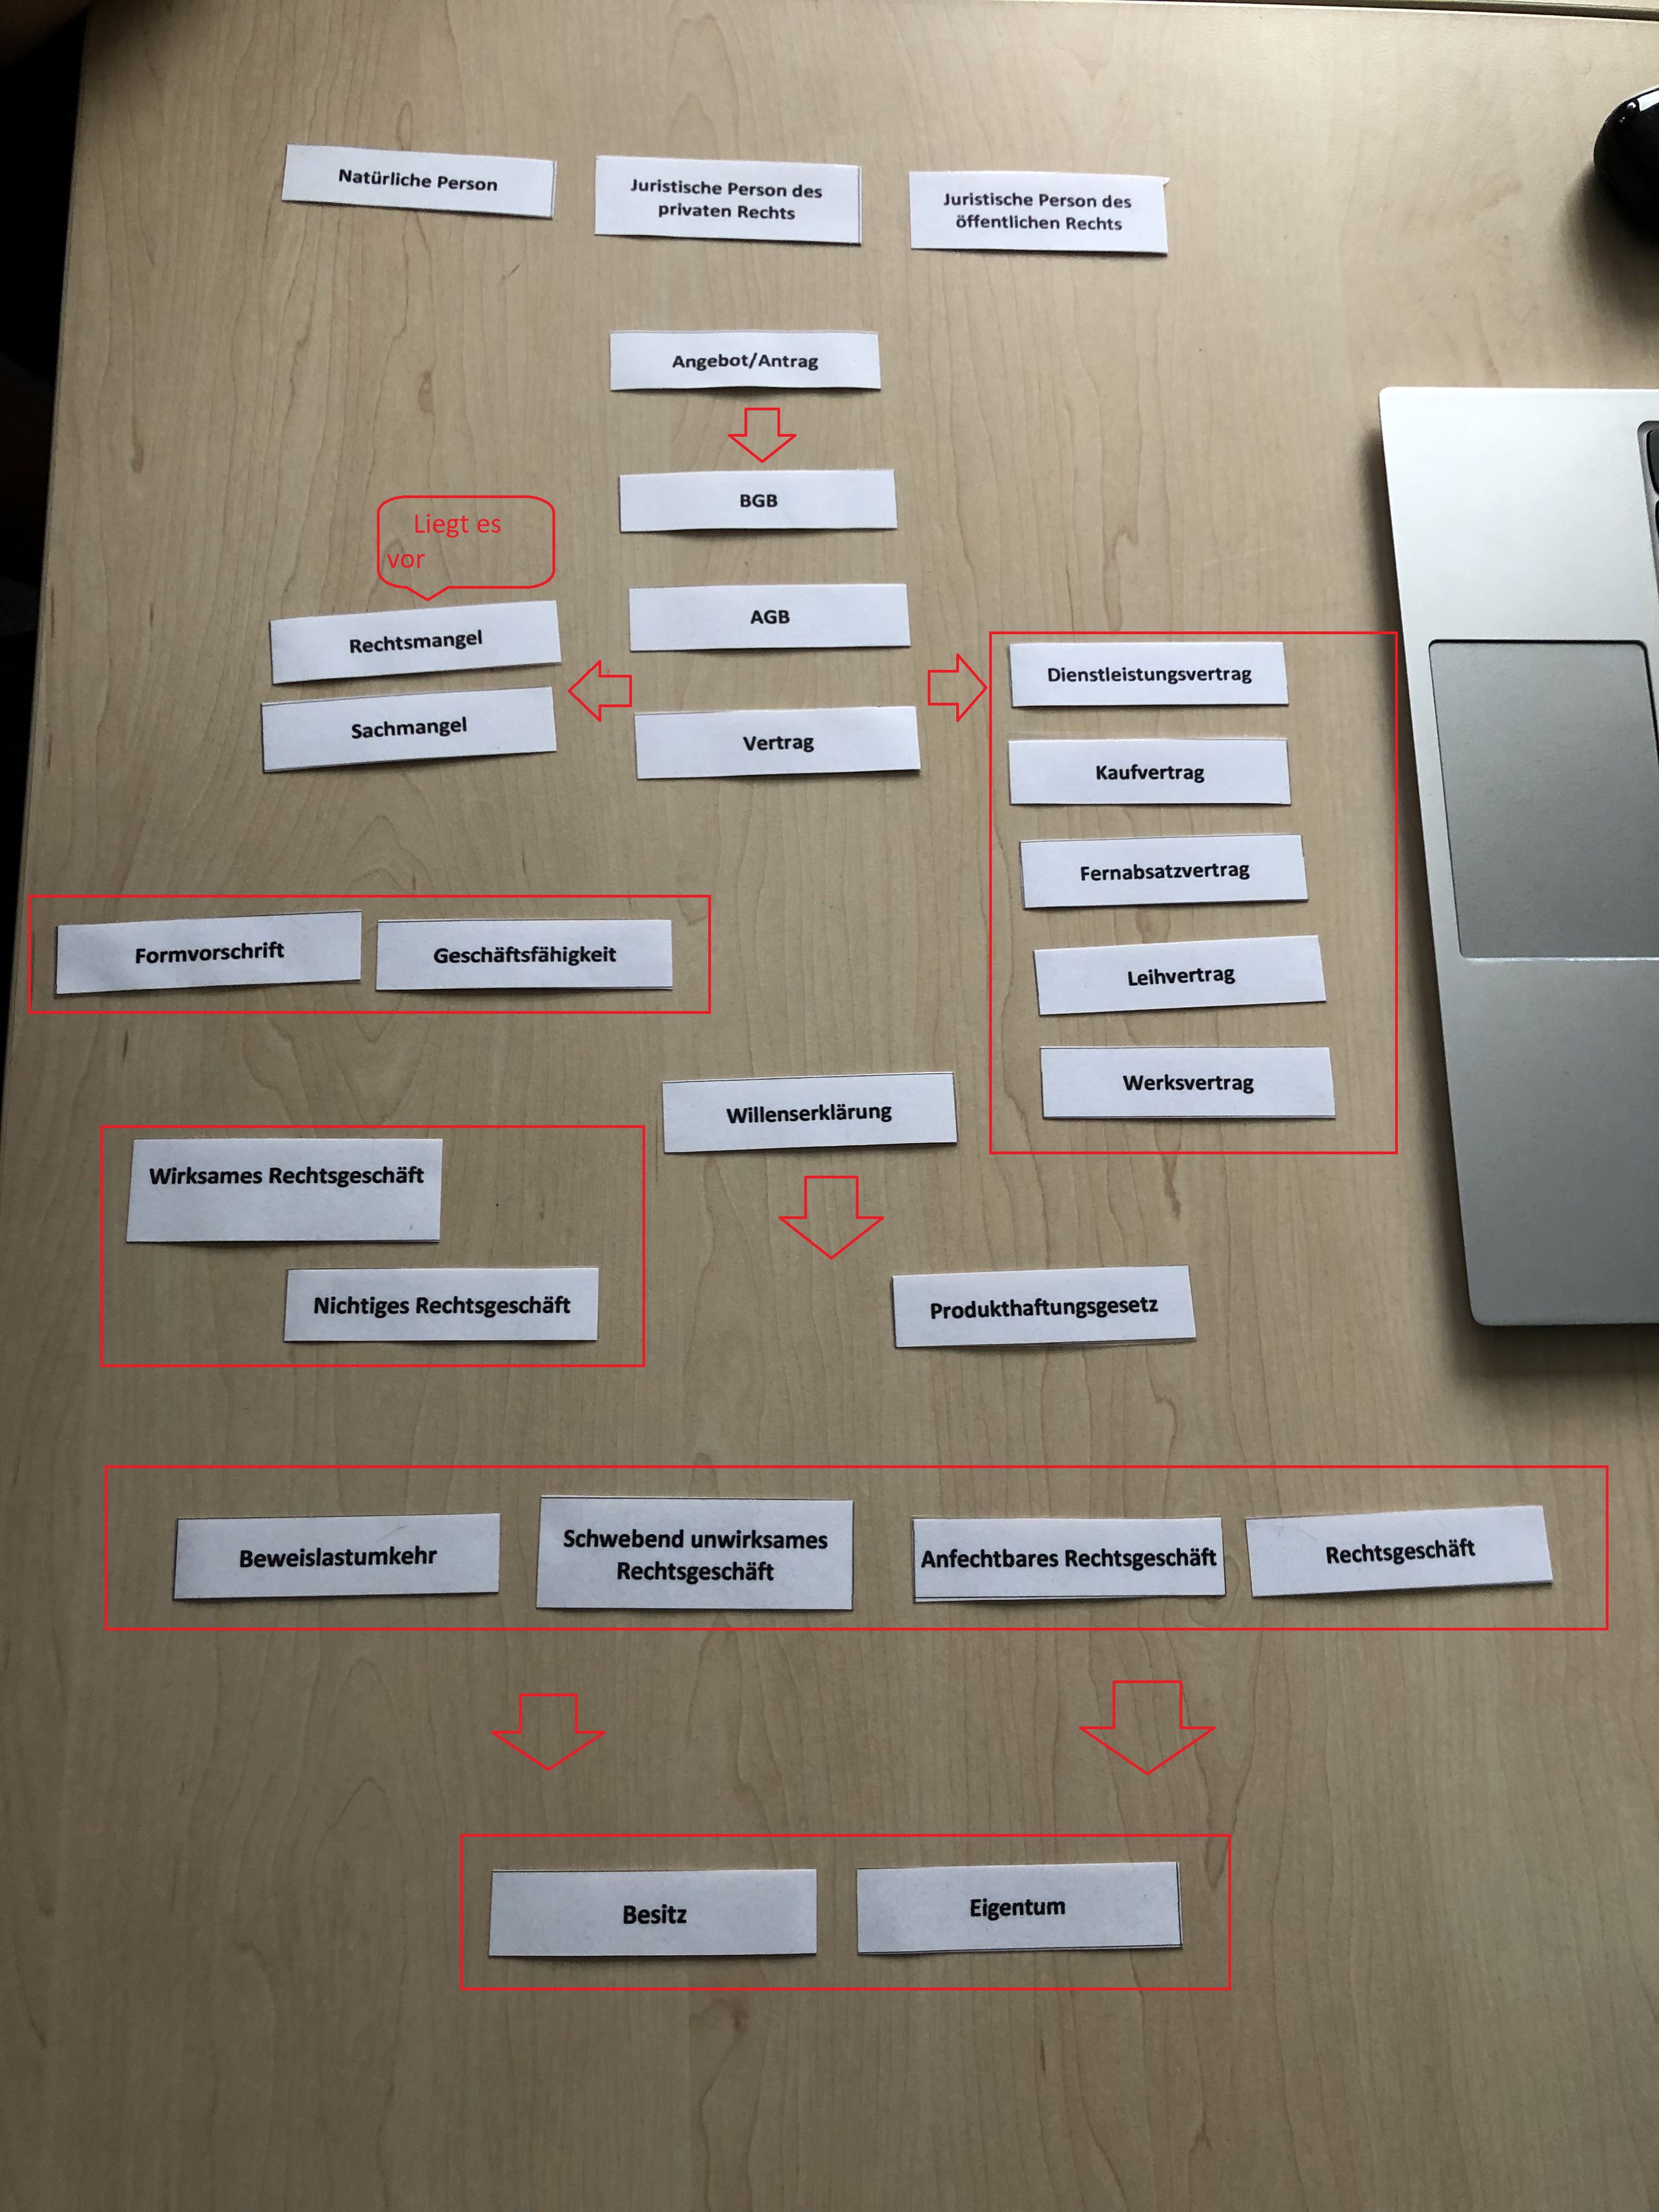 Natürliche Person
Juristische Person des
privaten Rechts
Juristische Person des
öffentlichen Rechts
Angebot/Antrag
BGB
Liegt es
vor
AGB
Rechtsmangel
Sachmangel
Vertrag
Dienstleistungsvertrag
Kaufvertrag
Fernabsatzvertrag
Leihvertrag
Werksvertrag
Formvorschrift
Geschäftsfähigkeit
Willenserklärung
Wirksames Rechtsgeschäft
Nichtiges Rechtsgeschäft
Produkthaftungsgesetz
Beweislastumkehr
Schwebend unwirksames
Rechtsgeschäft
Anfechtbares Rechtsgeschäft
Rechtsgeschäft
Besitz
Eigentum